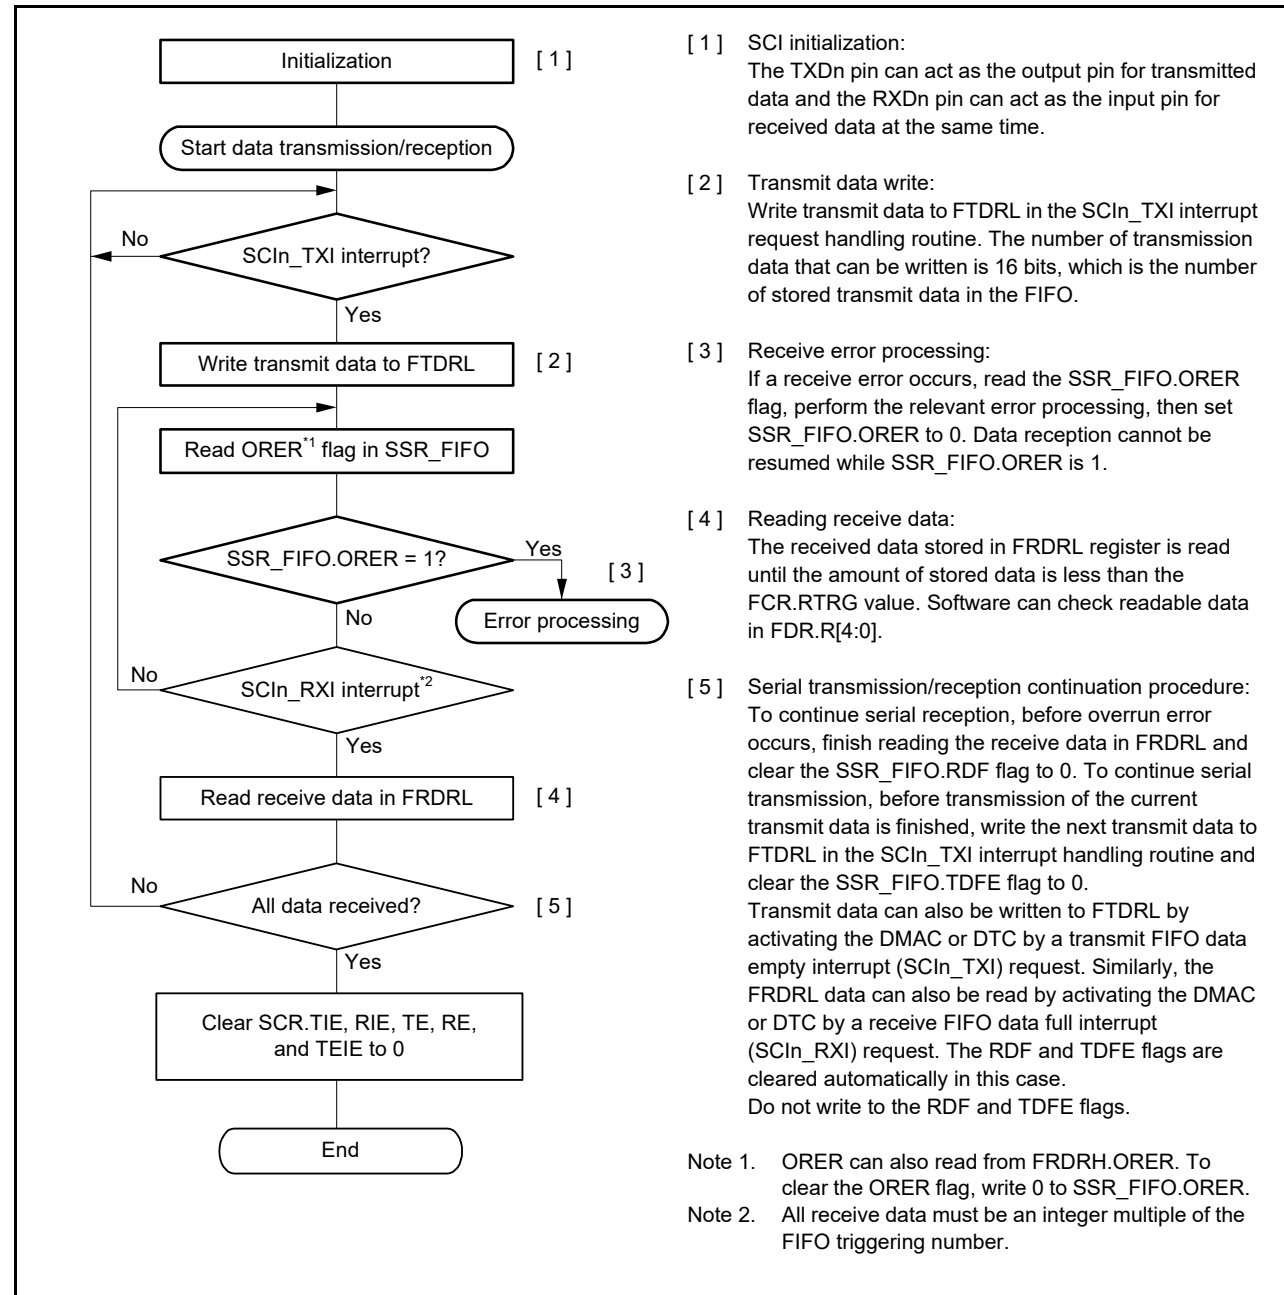 Initialization
[ 1 ]
Start data transmission/reception
No
SCIn_TXI interrupt?
Yes
Write transmit data to FTDRL
[ 2 ]
Read ORER*1 flag in SSR_FIFO
SSR_FIFO.ORER = 1?
Yes
[ 3 ]
No
Error processing
No
SCIn_RXI interrupt*2
Yes
Read receive data in FRDRL
[ 4 ]
No
All data received?
[ 5 ]
Yes
Clear SCR.TIE, RIE, TE, RE,
and TEIE to 0
End
[ 1 ] SCI initialization:
The TXDn pin can act as the output pin for transmitted
data and the RXDn pin can act as the input pin for
received data at the same time.
[ 2 ] Transmit data write:
Write transmit data to FTDRL in the SCIn_TXI interrupt
request handling routine. The number of transmission
data that can be written is 16 bits, which is the number
of stored transmit data in the FIFO.
[ 3 ] Receive error processing:
If a receive error occurs, read the SSR_FIFO.ORER
flag, perform the relevant error processing, then set
SSR_FIFO.ORER to 0. Data reception cannot be
resumed while SSR_FIFO.ORER is 1.
[ 4 ] Reading receive data:
The received data stored in FRDRL register is read
until the amount of stored data is less than the
FCR.RTRG value. Software can check readable data
in FDR.R[4:0].
[ 5 ] Serial transmission/reception continuation procedure:
To continue serial reception, before overrun error
occurs, finish reading the receive data in FRDRL and
clear the SSR_FIFO.RDF flag to 0. To continue serial
transmission, before transmission of the current
transmit data is finished, write the next transmit data to
FTDRL in the SCIn_TXI interrupt handling routine and
clear the SSR_FIFO.TDFE flag to 0.
Transmit data can also be written to FTDRL by
activating the DMAC or DTC by a transmit FIFO data
empty interrupt (SCIn_TXI) request. Similarly, the
FRDRL data can also be read by activating the DMAC
or DTC by a receive FIFO data full interrupt
(SCIn_RXI) request. The RDF and TDFE flags are
cleared automatically in this case.
Do not write to the RDF and TDFE flags.
Note 1. ORER can also read from FRDRH.ORER. To
clear the ORER flag, write 0 to SSR_FIFO.ORER.
Note 2. All receive data must be an integer multiple of the
FIFO triggering number.